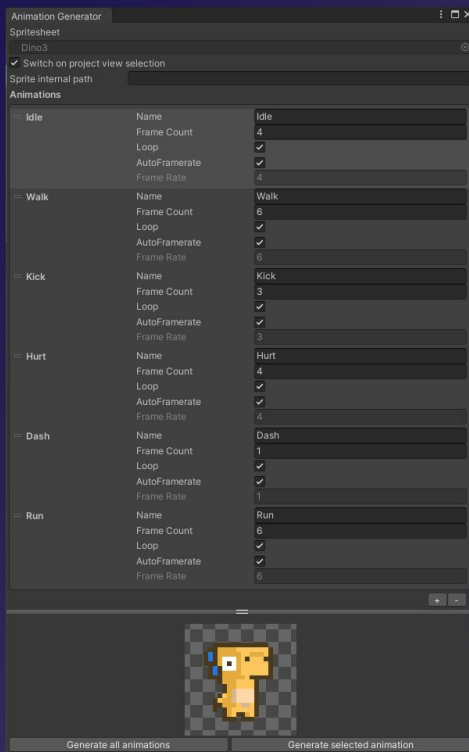 Animation Generator
Spritesheet
Dino3
Switch on project view selection
Sprite internal path
Animations
Idle Name Idle
Frame Count 4
Loop
AutoFramerate
Frame Rate 4
Walk Name Walk
Frame Count 6
Loop
AutoFramerate
Frame Rate 6
Kick Name Kick
Frame Count 3
Loop
AutoFramerate
Frame Rate 3
Hurt Name Hurt
Frame Count 4
Loop
AutoFramerate
Frame Rate 4
Dash Name Dash
Frame Count 1
Loop
AutoFramerate
Frame Rate 1
Run Name Run
Frame Count 6
Loop
AutoFramerate
Frame Rate 6
+ -
Generate all animations Generate selected animation